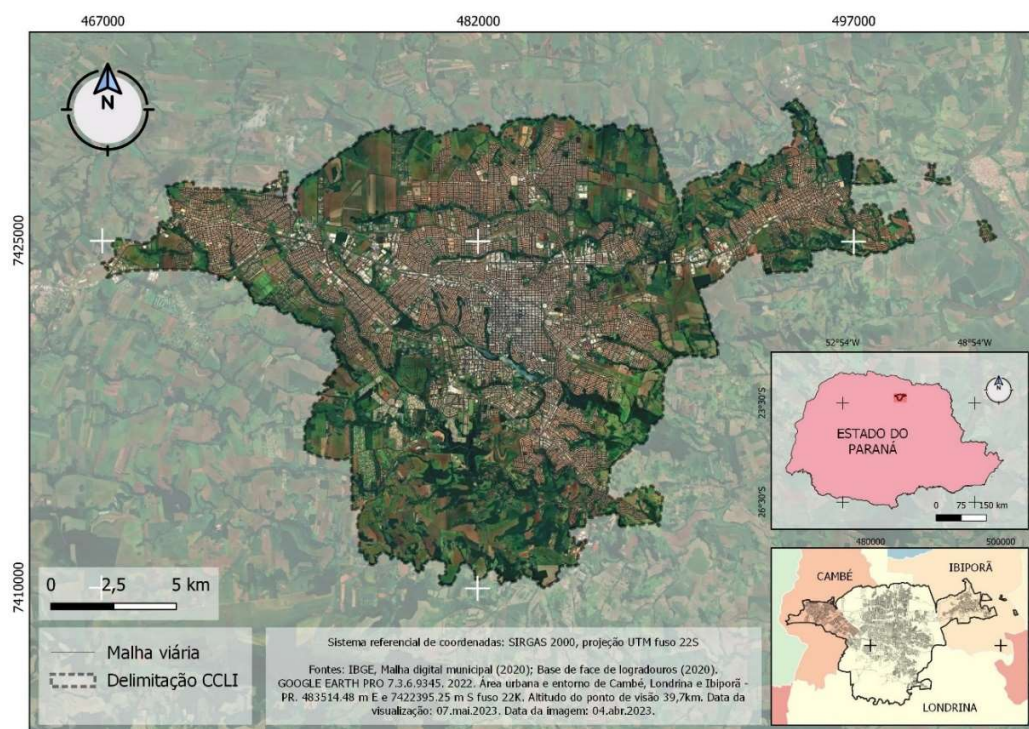 467000
482000
497000
N
7425000
7410000
0 2,5 5 km
Malha viária
Delimitação CCLI
Sistema referencial de coordenadas: SIRGAS 2000, projeção UTM fuso 22S
Fontes: IBGE, Malha digital municipal (2020); Base de face de logradouros (2020).
GOOGLE EARTH PRO 7.3.6.9345. 2022. Área urbana e entorno de Cambé, Londrina e Ibiporã -
PR. 483514.48 m E e 7422395.25 m S fuso 22K. Altitudo do ponto de visão 39,7km. Data da
visualização: 07.mai.2023. Data da imagem: 04.abr.2023.
52°54'W
48°54'W
23°30'S
26°30'S
N
ESTADO DO
PARANÁ
0 75 150 km
480000
500000
CAMBÉ
IBIPORÃ
LONDRINA